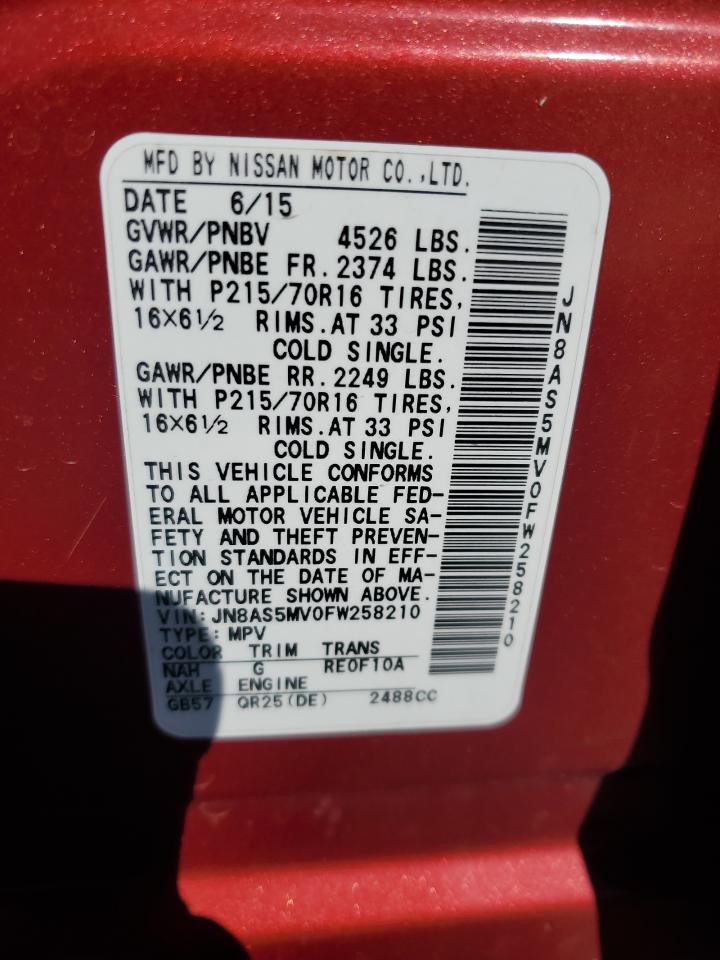 MFD BY NISSAN MOTOR CO.,LTD.
DATE 6/15
GVWR/PNBV 4526 LBS.
GAWR/PNBE FR. 2374 LBS.
WITH P215/70R16 TIRES,
16X6½ RIMS. AT 33 PSI
COLD SINGLE.
GAWR/PNBE RR. 2249 LBS.
WITH P215/70R16 TIRES,
16X6½ RIMS. AT 33 PSI
COLD SINGLE.
THIS VEHICLE CONFORMS
TO ALL APPLICABLE FED-
ERAL MOTOR VEHICLE SA-
FETY AND THEFT PREVEN-
TION STANDARDS IN EFF-
ECT ON THE DATE OF MA-
NUFACTURE SHOWN ABOVE.
VIN: JN8AS5MV0FW258210
TYPE: MPV
COLOR TRIM TRANS
NAH G RE0F10A
AXLE ENGINE
GB57 QR25(DE) 2488CC
JN8AS5MV0FW258210